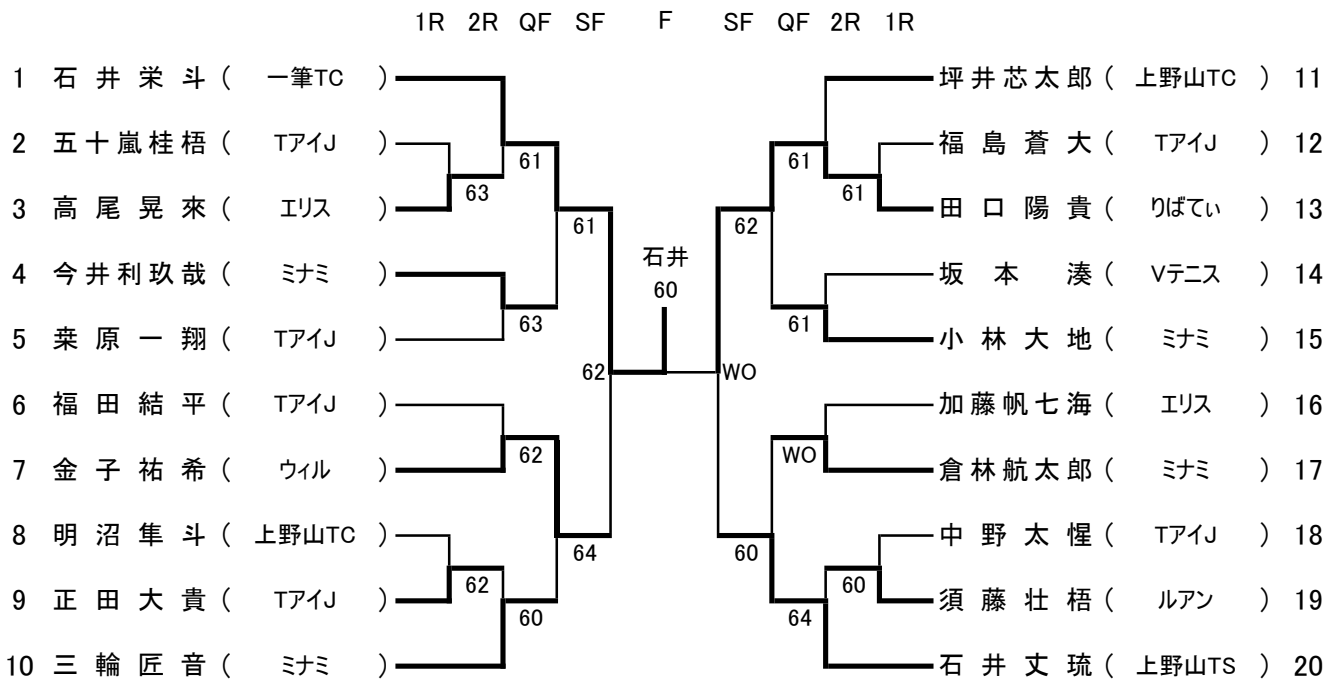 1R 2R QF SF F SF QF 2R 1R
1 石井栄斗 ( 一筆TC ) 坪井芯太郎 ( 上野山TC ) 11
2 五十嵐桂梧 ( TアイJ ) 福島蒼大 ( TアイJ ) 12
61 61
63 61
3 高尾晃來 ( エリス ) 田口陽貴 ( りばてぃ ) 13
61 62
石井
4 今井利玖哉 ( ミナミ ) 坂本湊 ( Vテニス ) 14
60
63 61
5 桒原一翔 ( TアイJ ) 小林大地 ( ミナミ ) 15
62 WO
6 福田結平 ( TアイJ ) 加藤帆七海 ( エリス ) 16
62 WO
7 金子祐希 ( ウィル ) 倉林航太郎 ( ミナミ ) 17
8 明沼隼斗 ( 上野山TC ) 中野太惺 ( TアイJ ) 18
64 60
62 60
9 正田大貴 ( TアイJ ) 須藤壮梧 ( ルアン ) 19
60 64
10 三輪匠音 ( ミナミ ) 石井丈琉 ( 上野山TS ) 20